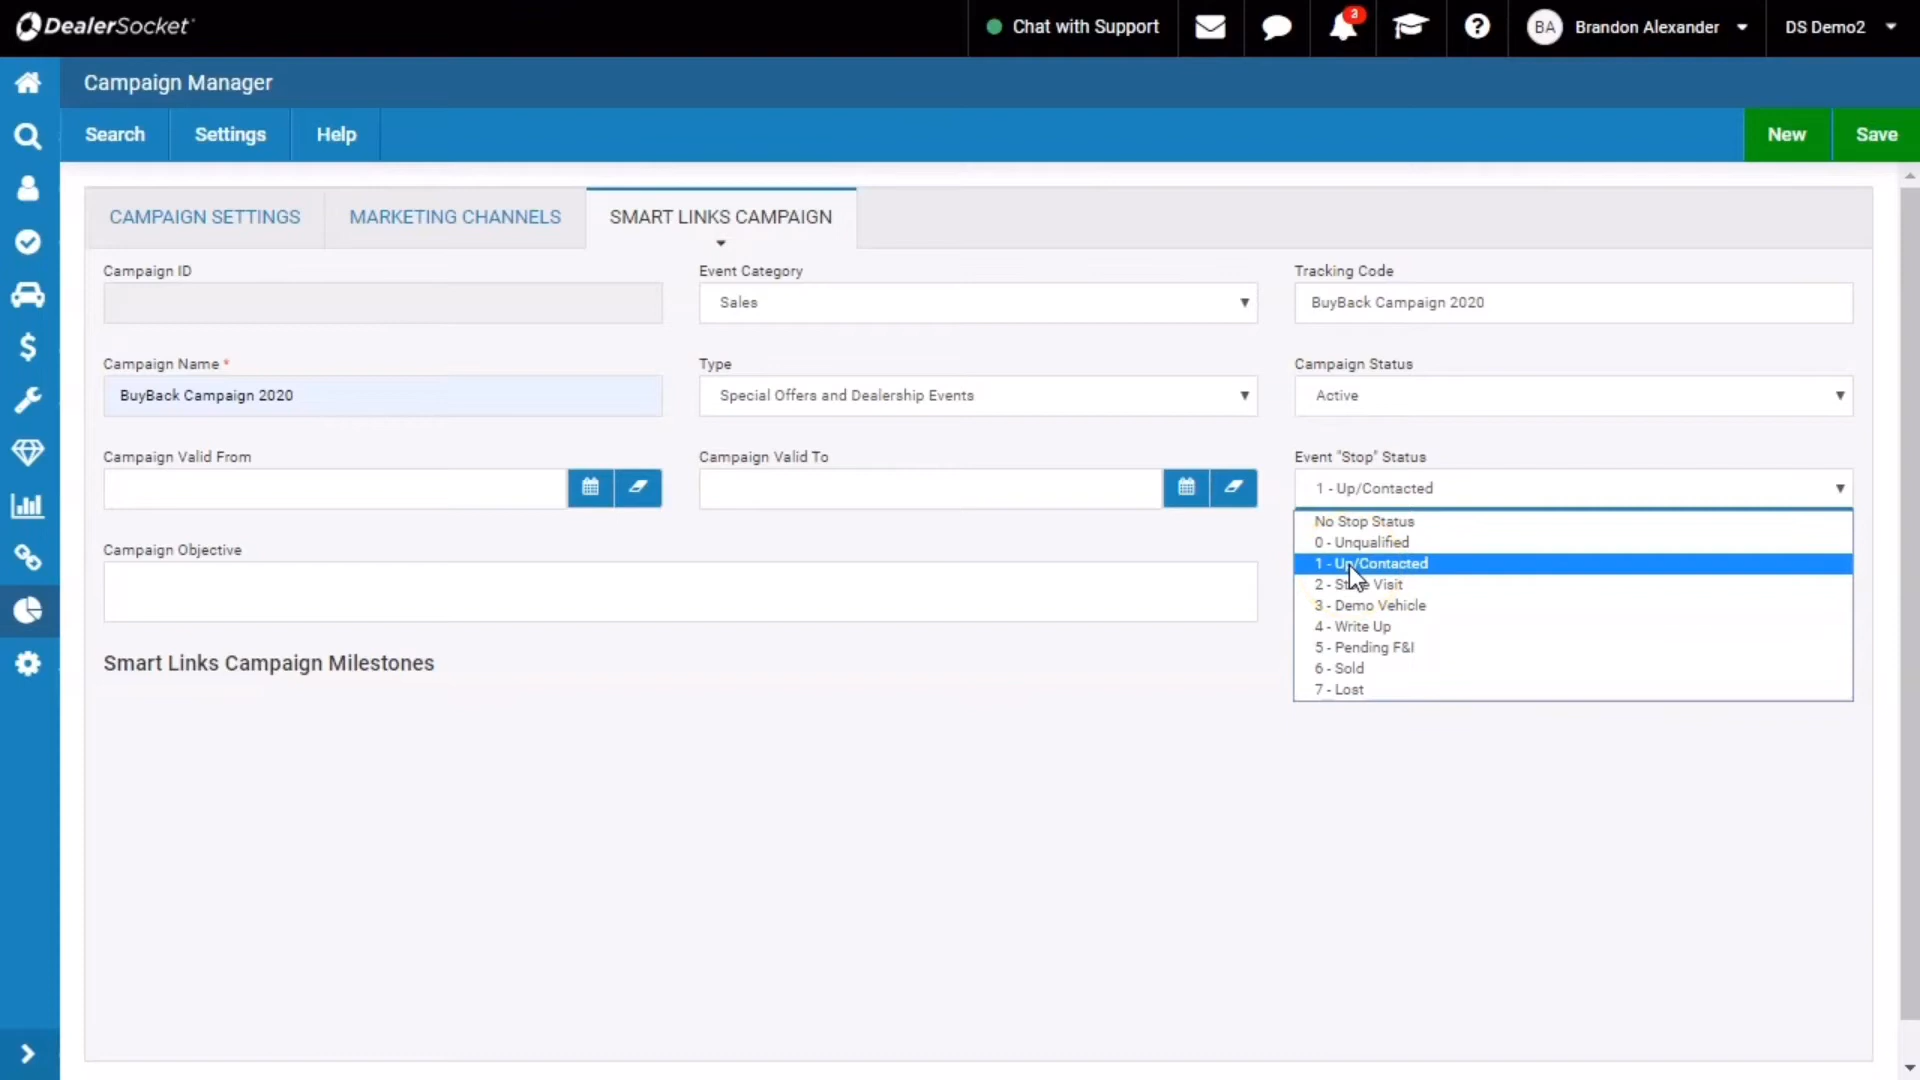 DealerSocket
Chat with Support
3
BA
Brandon Alexander
DS Demo2
Campaign Manager
Search
Settings
Help
New
Save
CAMPAIGN SETTINGS
MARKETING CHANNELS
SMART LINKS CAMPAIGN
Campaign ID
Event Category
Sales
Tracking Code
BuyBack Campaign 2020
Campaign Name *
BuyBack Campaign 2020
Type
Special Offers and Dealership Events
Campaign Status
Active
Campaign Valid From
Campaign Valid To
Event "Stop" Status
1 - Up/Contacted
No Stop Status
0 - Unqualified
1 - Up/Contacted
2 - Store Visit
3 - Demo Vehicle
4 - Write Up
5 - Pending F&I
6 - Sold
7 - Lost
Campaign Objective
Smart Links Campaign Milestones